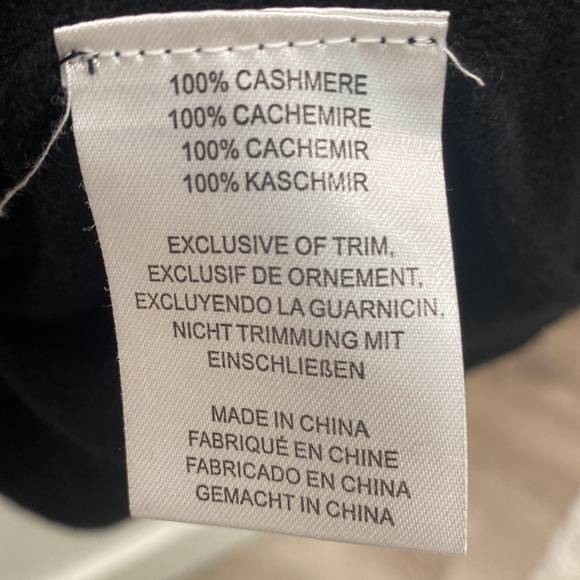 100% CASHMERE
100% CACHEMIRE
100% CACHEMIR
100% KASCHMIR
EXCLUSIVE OF TRIM,
EXCLUSIF DE ORNEMENT,
EXCLUYENDO LA GUARNICIN,
NICHT TRIMMUNG MIT
EINSCHLIEßEN
MADE IN CHINA
FABRIQUÉ EN CHINE
FABRICADO EN CHINA
GEMACHT IN CHINA